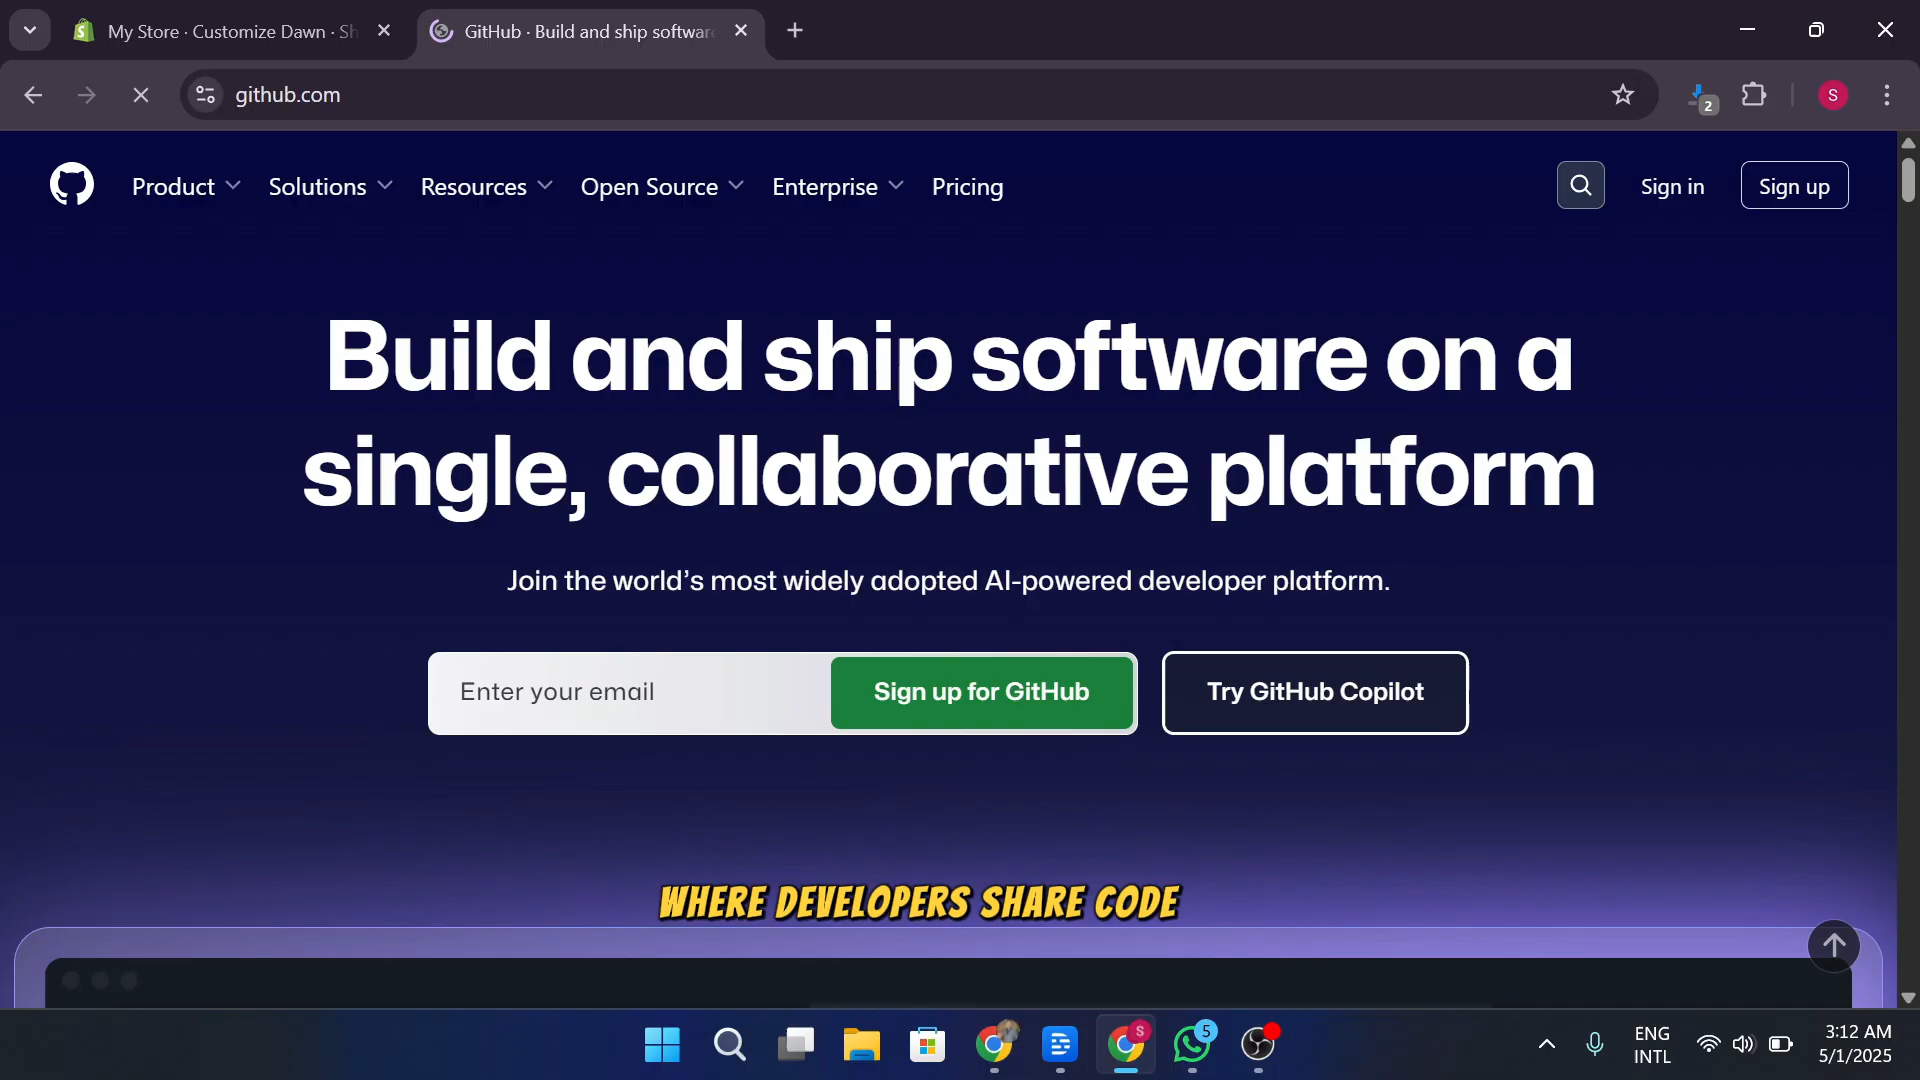 My Store · Customize Dawn · Sh
GitHub · Build and ship softwar
github.com
2
S
Product
Solutions
Resources
Open Source
Enterprise
Pricing
Sign in
Sign up
Build and ship software on a
single, collaborative platform
Join the world’s most widely adopted AI-powered developer platform.
Enter your email
Sign up for GitHub
Try GitHub Copilot
WHERE DEVELOPERS SHARE CODE
S
5
ENG
INTL
3:12 AM
5/1/2025